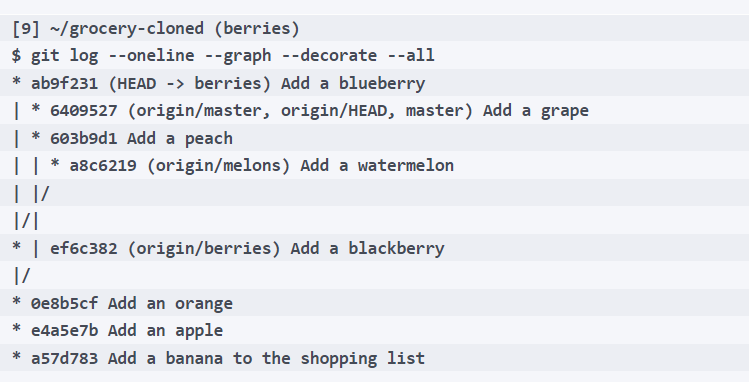 [9] ~/grocery-cloned (berries)
$ git log --oneline --graph --decorate --all
* ab9f231 (HEAD -> berries) Add a blueberry
| * 6409527 (origin/master, origin/HEAD, master) Add a grape
| * 603b9d1 Add a peach
| | * a8c6219 (origin/melons) Add a watermelon
| |/
|/|
* | ef6c382 (origin/berries) Add a blackberry
|/
* 0e8b5cf Add an orange
* e4a5e7b Add an apple
* a57d783 Add a banana to the shopping list